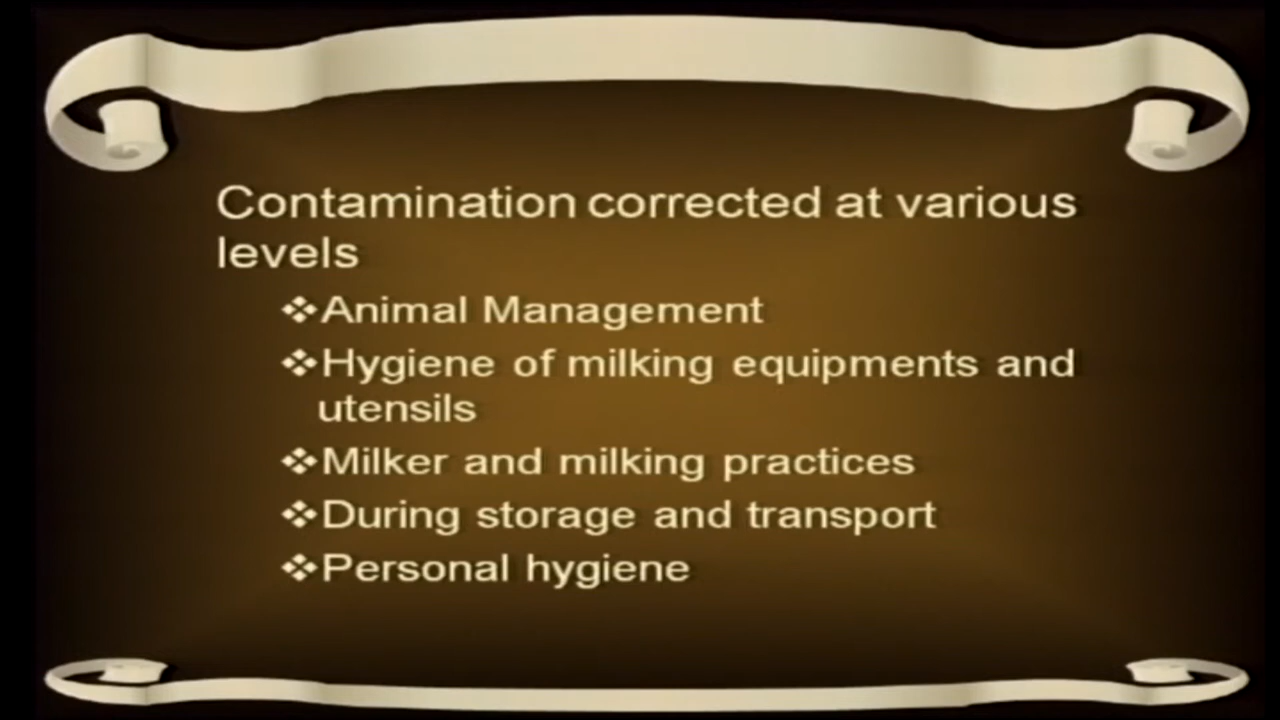 Contamination corrected at various
levels
❖Animal Management
❖Hygiene of milking equipments and
utensils
❖Milker and milking practices
❖During storage and transport
❖Personal hygiene